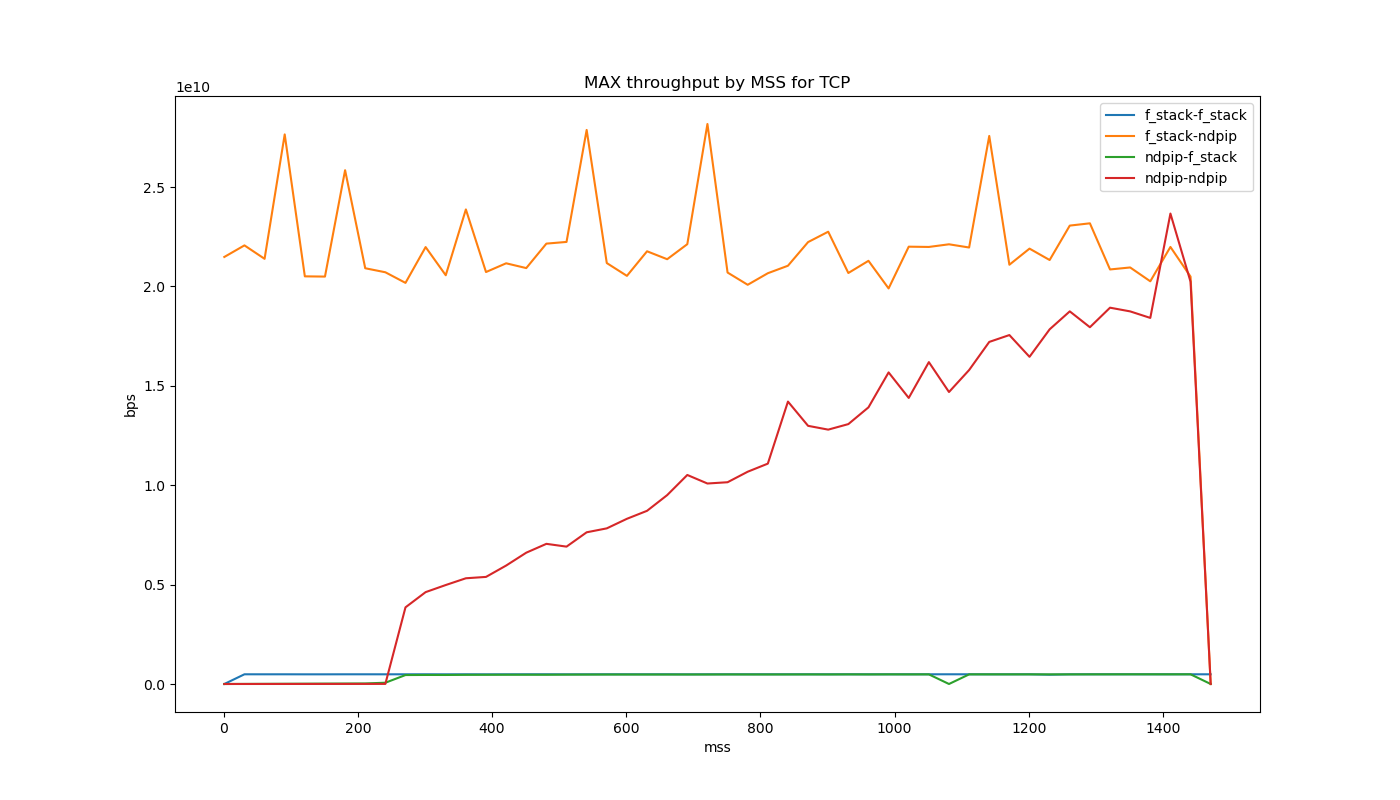 MAX throughput by MSS for TCP
1e10
f_stack-f_stack
f_stack-ndpip
ndpip-f_stack
ndpip-ndpip
2.5
2.0
1.5
1.0
0.5
0.0
bps
0 200 400 600 800 1000 1200 1400
mss